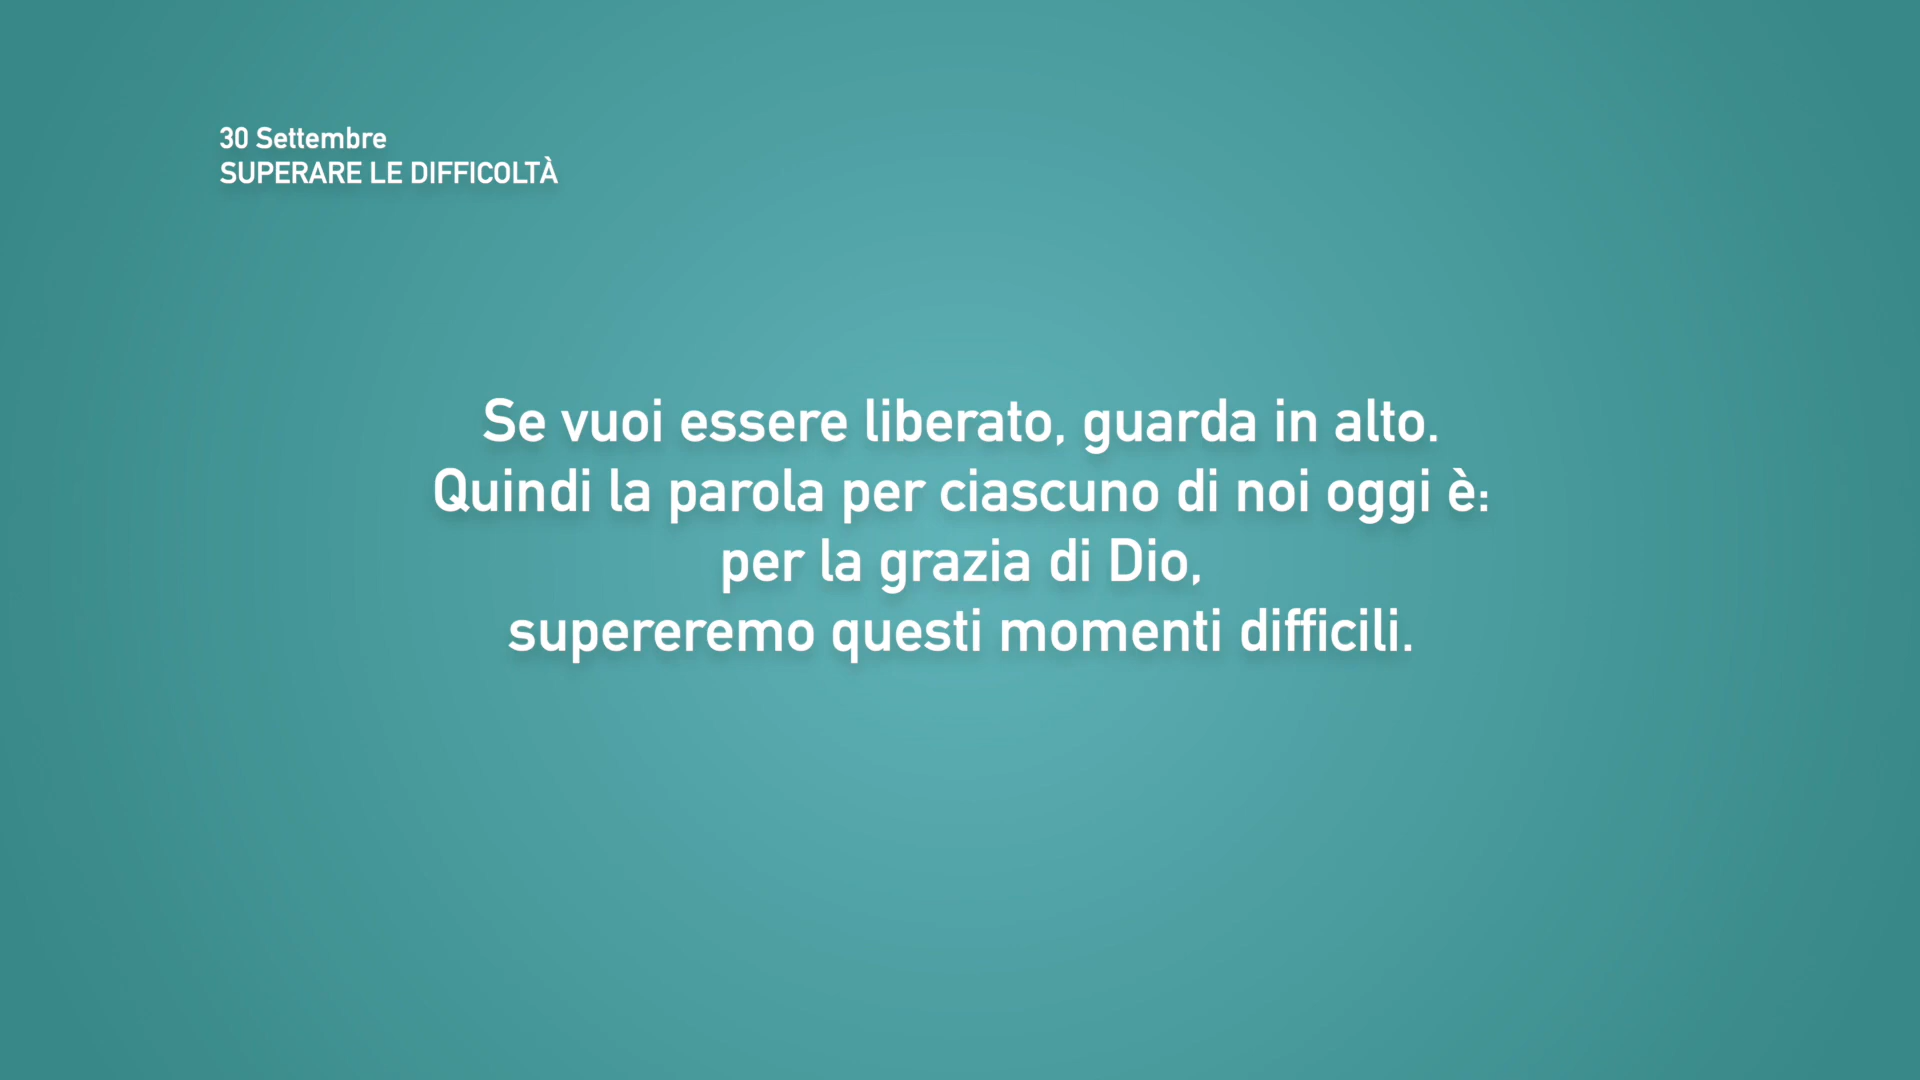 30 Settembre
SUPERARE LE DIFFICOLTÀ
Se vuoi essere liberato, guarda in alto.
Quindi la parola per ciascuno di noi oggi è:
per la grazia di Dio,
supereremo questi momenti difficili.